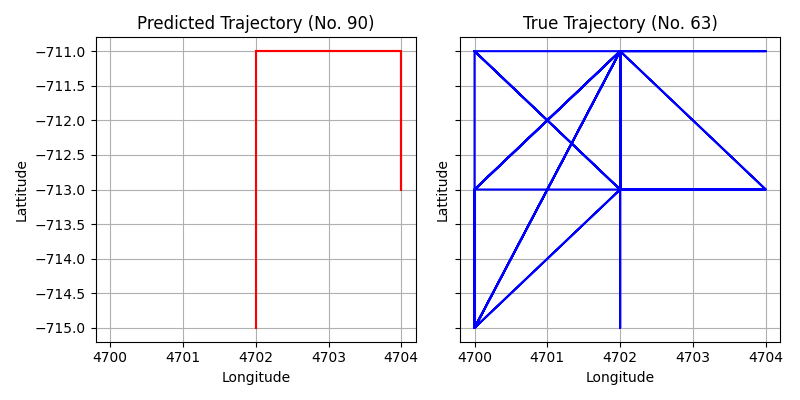 Predicted Trajectory (No. 90)
True Trajectory (No. 63)
Lattitude
−711.0
−711.5
−712.0
−712.5
−713.0
−713.5
−714.0
−714.5
−715.0
4700 4701 4702 4703 4704
Longitude
Lattitude
4700 4701 4702 4703 4704
Longitude